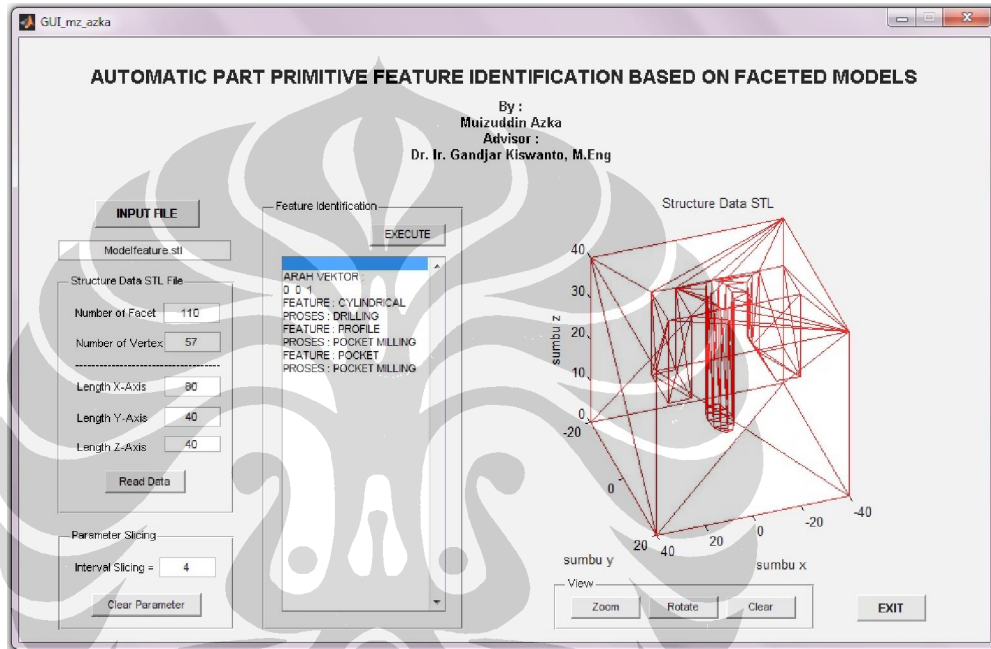 GUI_mz_azka
AUTOMATIC PART PRIMITIVE FEATURE IDENTIFICATION BASED ON FACETED MODELS
By :
Muizuddin Azka
Advisor :
Dr. Ir. Gandjar Kiswanto, M.Eng
INPUT FILE
Modelfeature.stl
Structure Data STL File
Number of Facet 110
Number of Vertex 57
Length X-Axis 80
Length Y-Axis 40
Length Z-Axis 40
Read Data
Parameter Slicing
Interval Slicing = 4
Clear Parameter
Feature Identification
EXECUTE
ARAH VEKTOR :
0 0 1
FEATURE : CYLINDRICAL
PROSES : DRILLING
FEATURE : PROFILE
PROSES : POCKET MILLING
FEATURE : POCKET
PROSES : POCKET MILLING
Structure Data STL
40
30
20
10
0
-20
0
20
40
20
0
-20
-40
sumbu z
sumbu y
sumbu x
View
Zoom Rotate Clear
EXIT